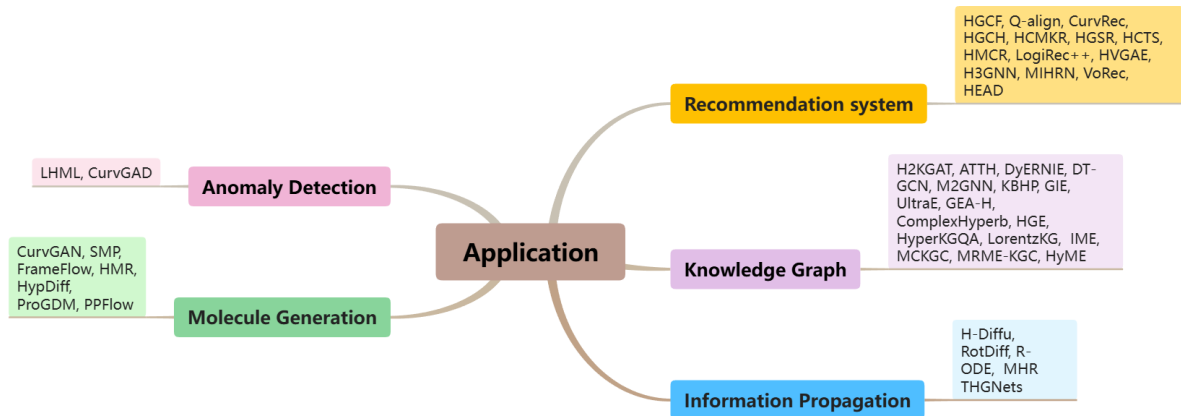 Application
Recommendation system
HGCF, Q-align, CurvRec,
HGCH, HCMKR, HGSR, HCTS,
HMCR, LogiRec++, HVGAE,
H3GNN, MIHRN, VoRec,
HEAD
Knowledge Graph
H2KGAT, ATTH, DyERNIE, DT-
GCN, M2GNN, KBHP, GIE,
UltraE, GEA-H,
ComplexHyperb, HGE,
HyperKGQA, LorentzKG, IME,
MCKGC, MRME-KGC, HyME
Information Propagation
H-Diffu,
RotDiff, R-
ODE, MHR
THGNets
Anomaly Detection
LHML, CurvGAD
Molecule Generation
CurvGAN, SMP,
FrameFlow, HMR,
HypDiff,
ProGDM, PPFlow